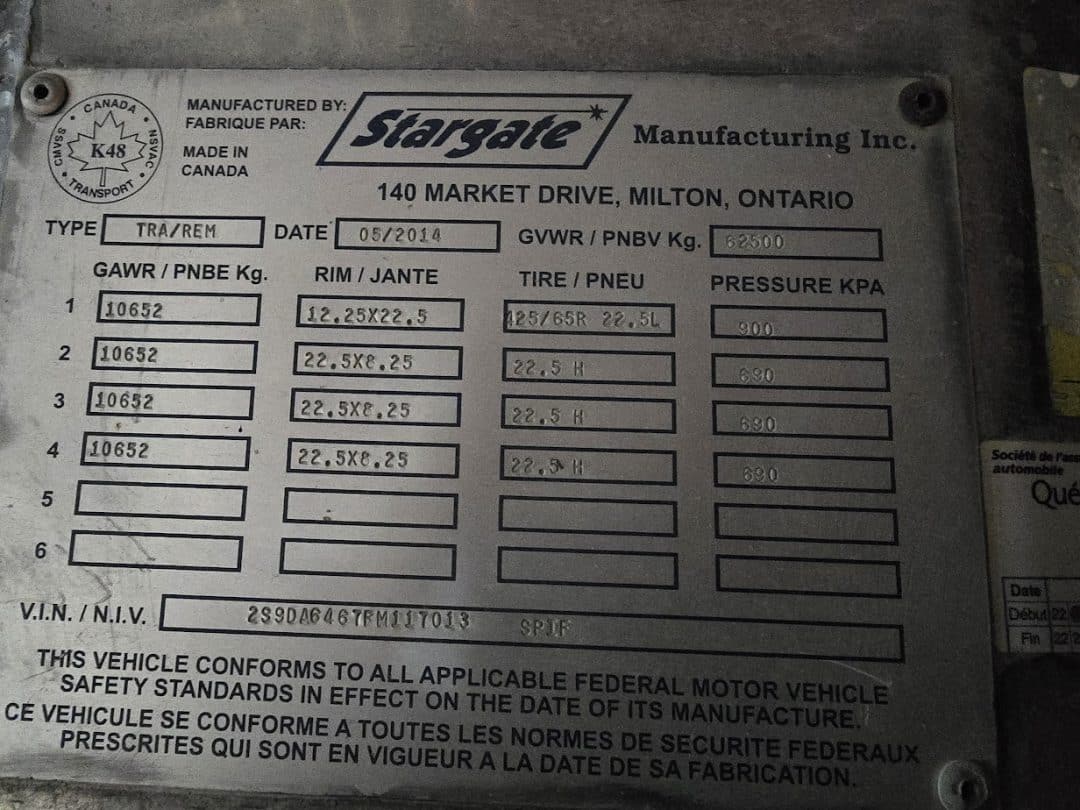 CANADA
CMVSS K48 NSVAC
TRANSPORT
MANUFACTURED BY:
FABRIQUE PAR:
MADE IN
CANADA
Stargate Manufacturing Inc.
140 MARKET DRIVE, MILTON, ONTARIO
TYPE TRA/REM DATE 05/2014 GVWR / PNBV Kg. 62500
GAWR / PNBE Kg. RIM / JANTE TIRE / PNEU PRESSURE KPA
1 10652 12.25X22.5 425/65R 22.5L 900
2 10652 22.5X8.25 22.5 H 690
3 10652 22.5X8.25 22.5 H 690
4 10652 22.5X8.25 22.5 H 690
5
6
V.I.N. / N.I.V. 2S9DA6467FM117013 SPIF
THIS VEHICLE CONFORMS TO ALL APPLICABLE FEDERAL MOTOR VEHICLE
SAFETY STANDARDS IN EFFECT ON THE DATE OF ITS MANUFACTURE.
CE VEHICULE SE CONFORME A TOUTES LES NORMES DE SECURITE FEDERAUX
PRESCRITES QUI SONT EN VIGUEUR A LA DATE DE SA FABRICATION.
Société de l'ass
automobile
Qué
Date
Début 22
Fin 22